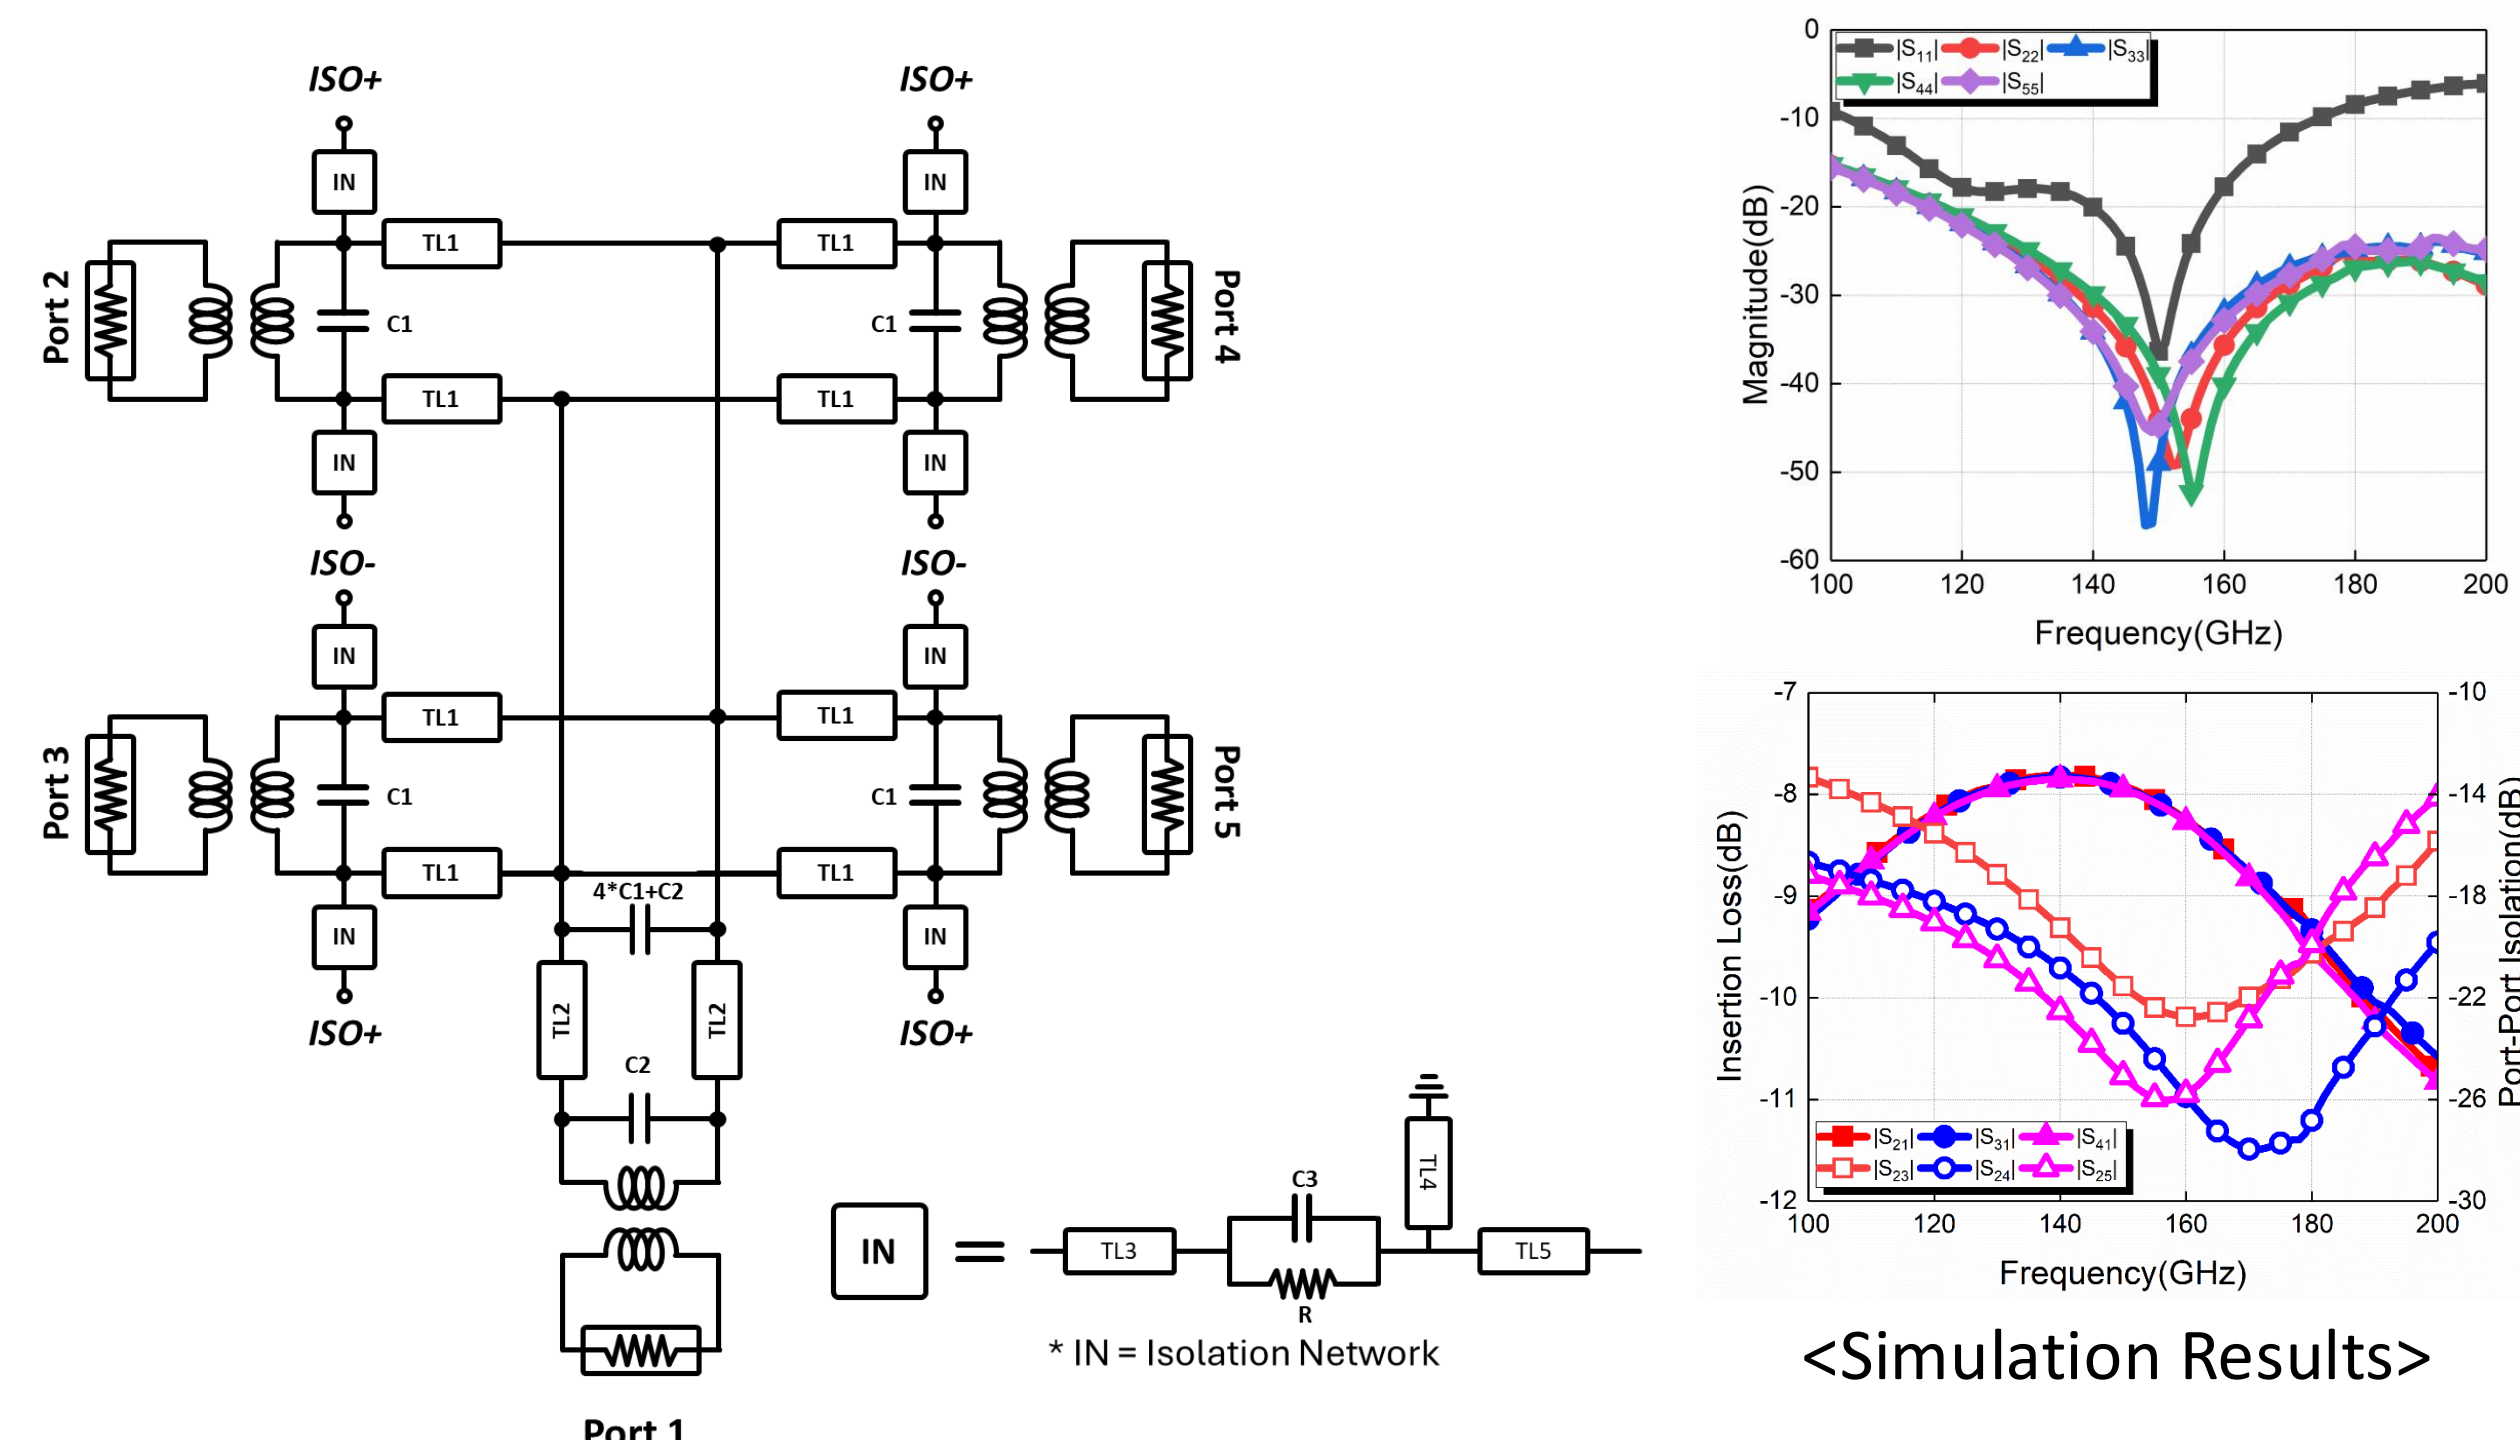 ISO+
ISO+
IN
IN
TL1
TL1
Port 2
C1
C1
Port 4
TL1
TL1
IN
IN
ISO-
ISO-
IN
IN
TL1
TL1
Port 3
C1
C1
Port 5
TL1
TL1
4*C1+C2
IN
IN
TL2
TL2
ISO+
ISO+
C2
Port 1
IN
=
TL3
C3
R
TL4
TL5
* IN = Isolation Network
|S11| |S22| |S33|
|S44| |S55|
Magnitude(dB)
0
-10
-20
-30
-40
-50
-60
100 120 140 160 180 200
Frequency(GHz)
Insertion Loss(dB)
-7
-8
-9
-10
-11
-12
Port-Port Isolation(dB)
-10
-14
-18
-22
-26
-30
|S21| |S31| |S41|
|S23| |S24| |S25|
100 120 140 160 180 200
Frequency(GHz)
<Simulation Results>